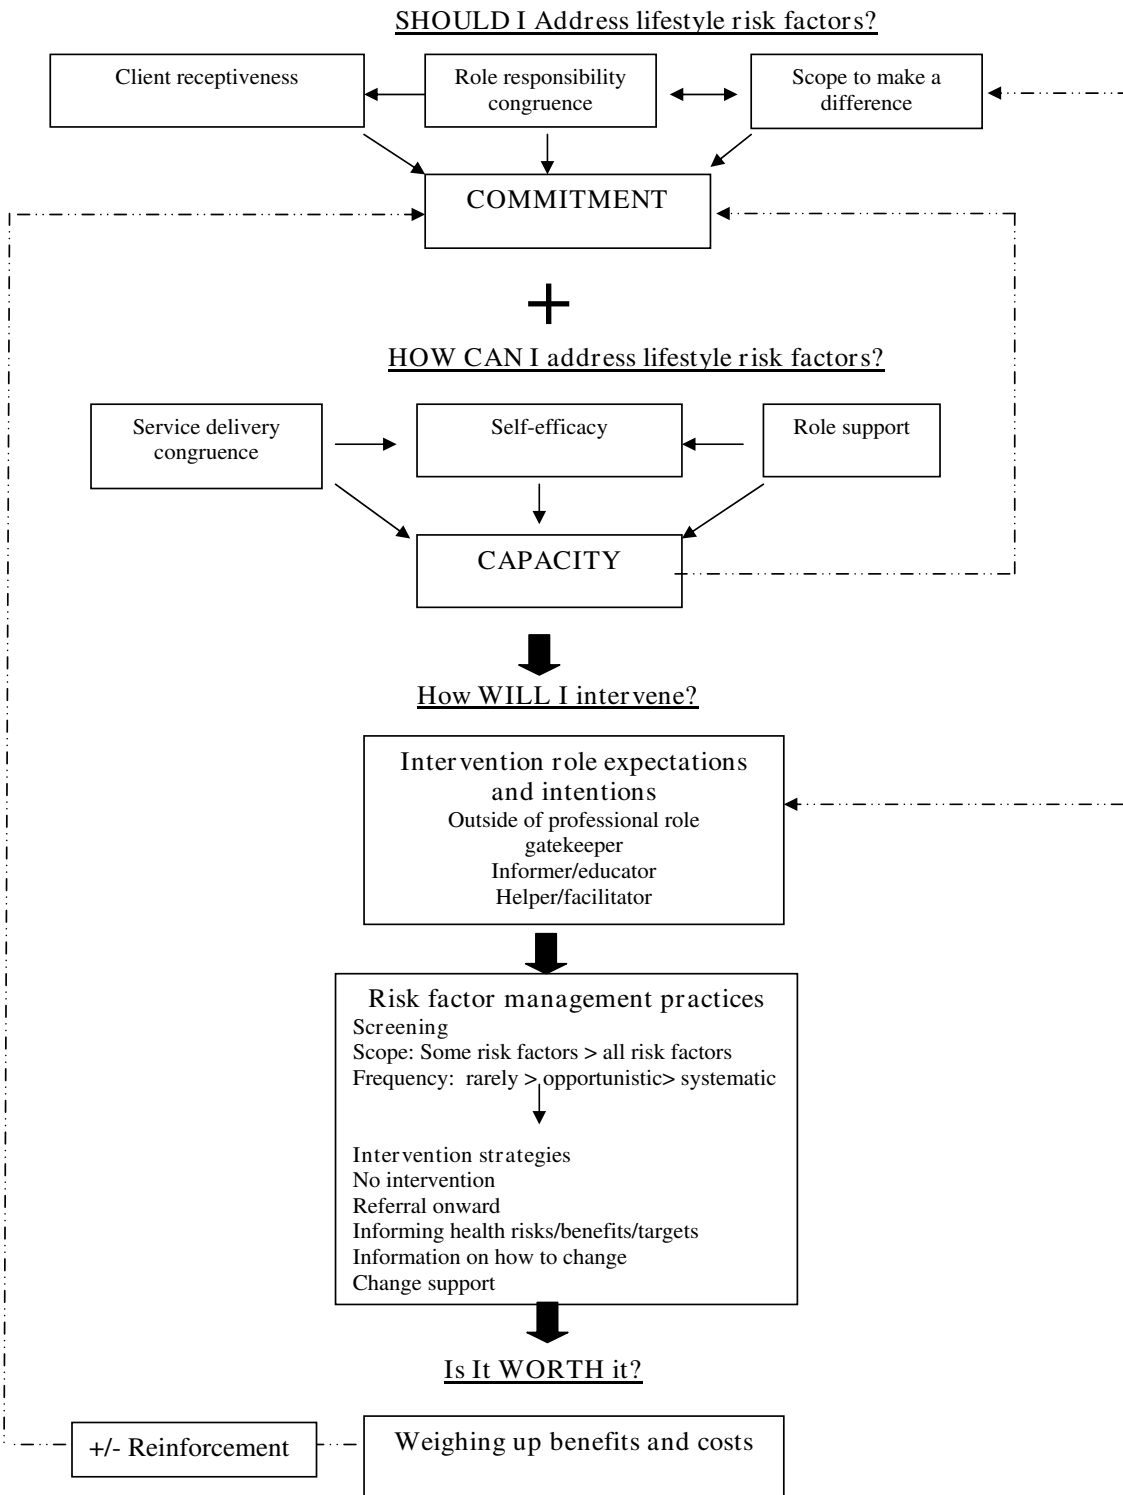 SHOULD I Address lifestyle risk factors?
Client receptiveness
Role responsibility
congruence
Scope to make a
difference
COMMITMENT
+
HOW CAN I address lifestyle risk factors?
Service delivery
congruence
Self-efficacy
Role support
CAPACITY
How WILL I intervene?
Intervention role expectations
and intentions
Outside of professional role
gatekeeper
Informer/educator
Helper/facilitator
Risk factor management practices
Screening
Scope: Some risk factors > all risk factors
Frequency: rarely > opportunistic> systematic
Intervention strategies
No intervention
Referral onward
Informing health risks/benefits/targets
Information on how to change
Change support
Is It WORTH it?
+/- Reinforcement
Weighing up benefits and costs